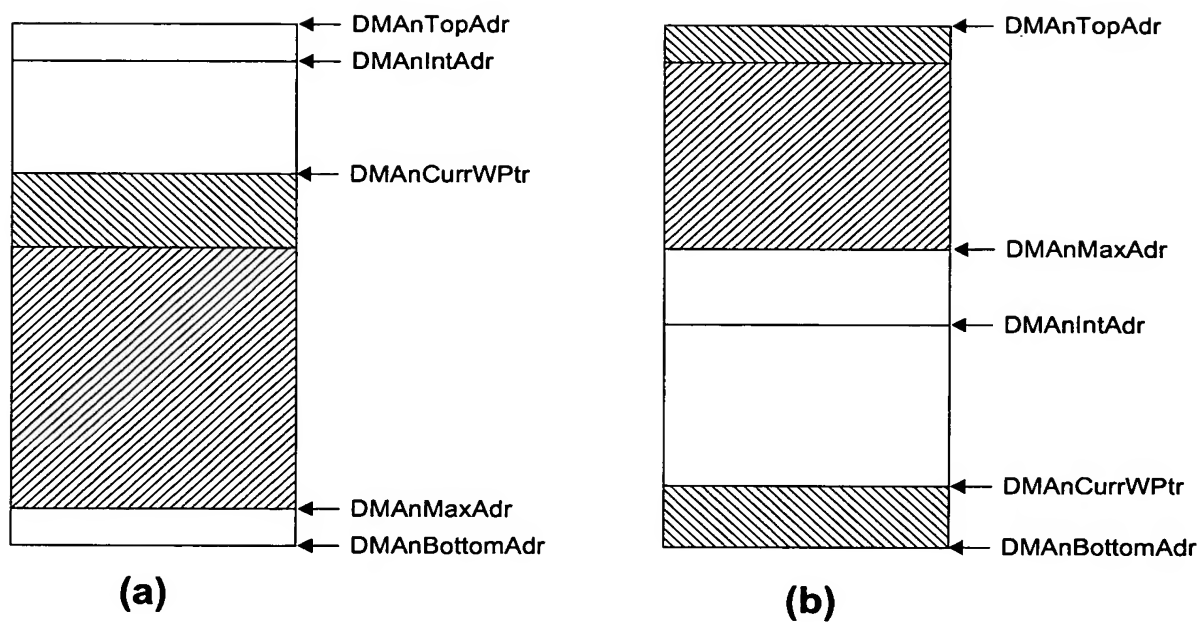 DMAnTopAdr
DMAnIntAdr
DMAnCurrWPtr
DMAnMaxAdr
DMAnBottomAdr
(a)
DMAnTopAdr
DMAnMaxAdr
DMAnIntAdr
DMAnCurrWPtr
DMAnBottomAdr
(b)